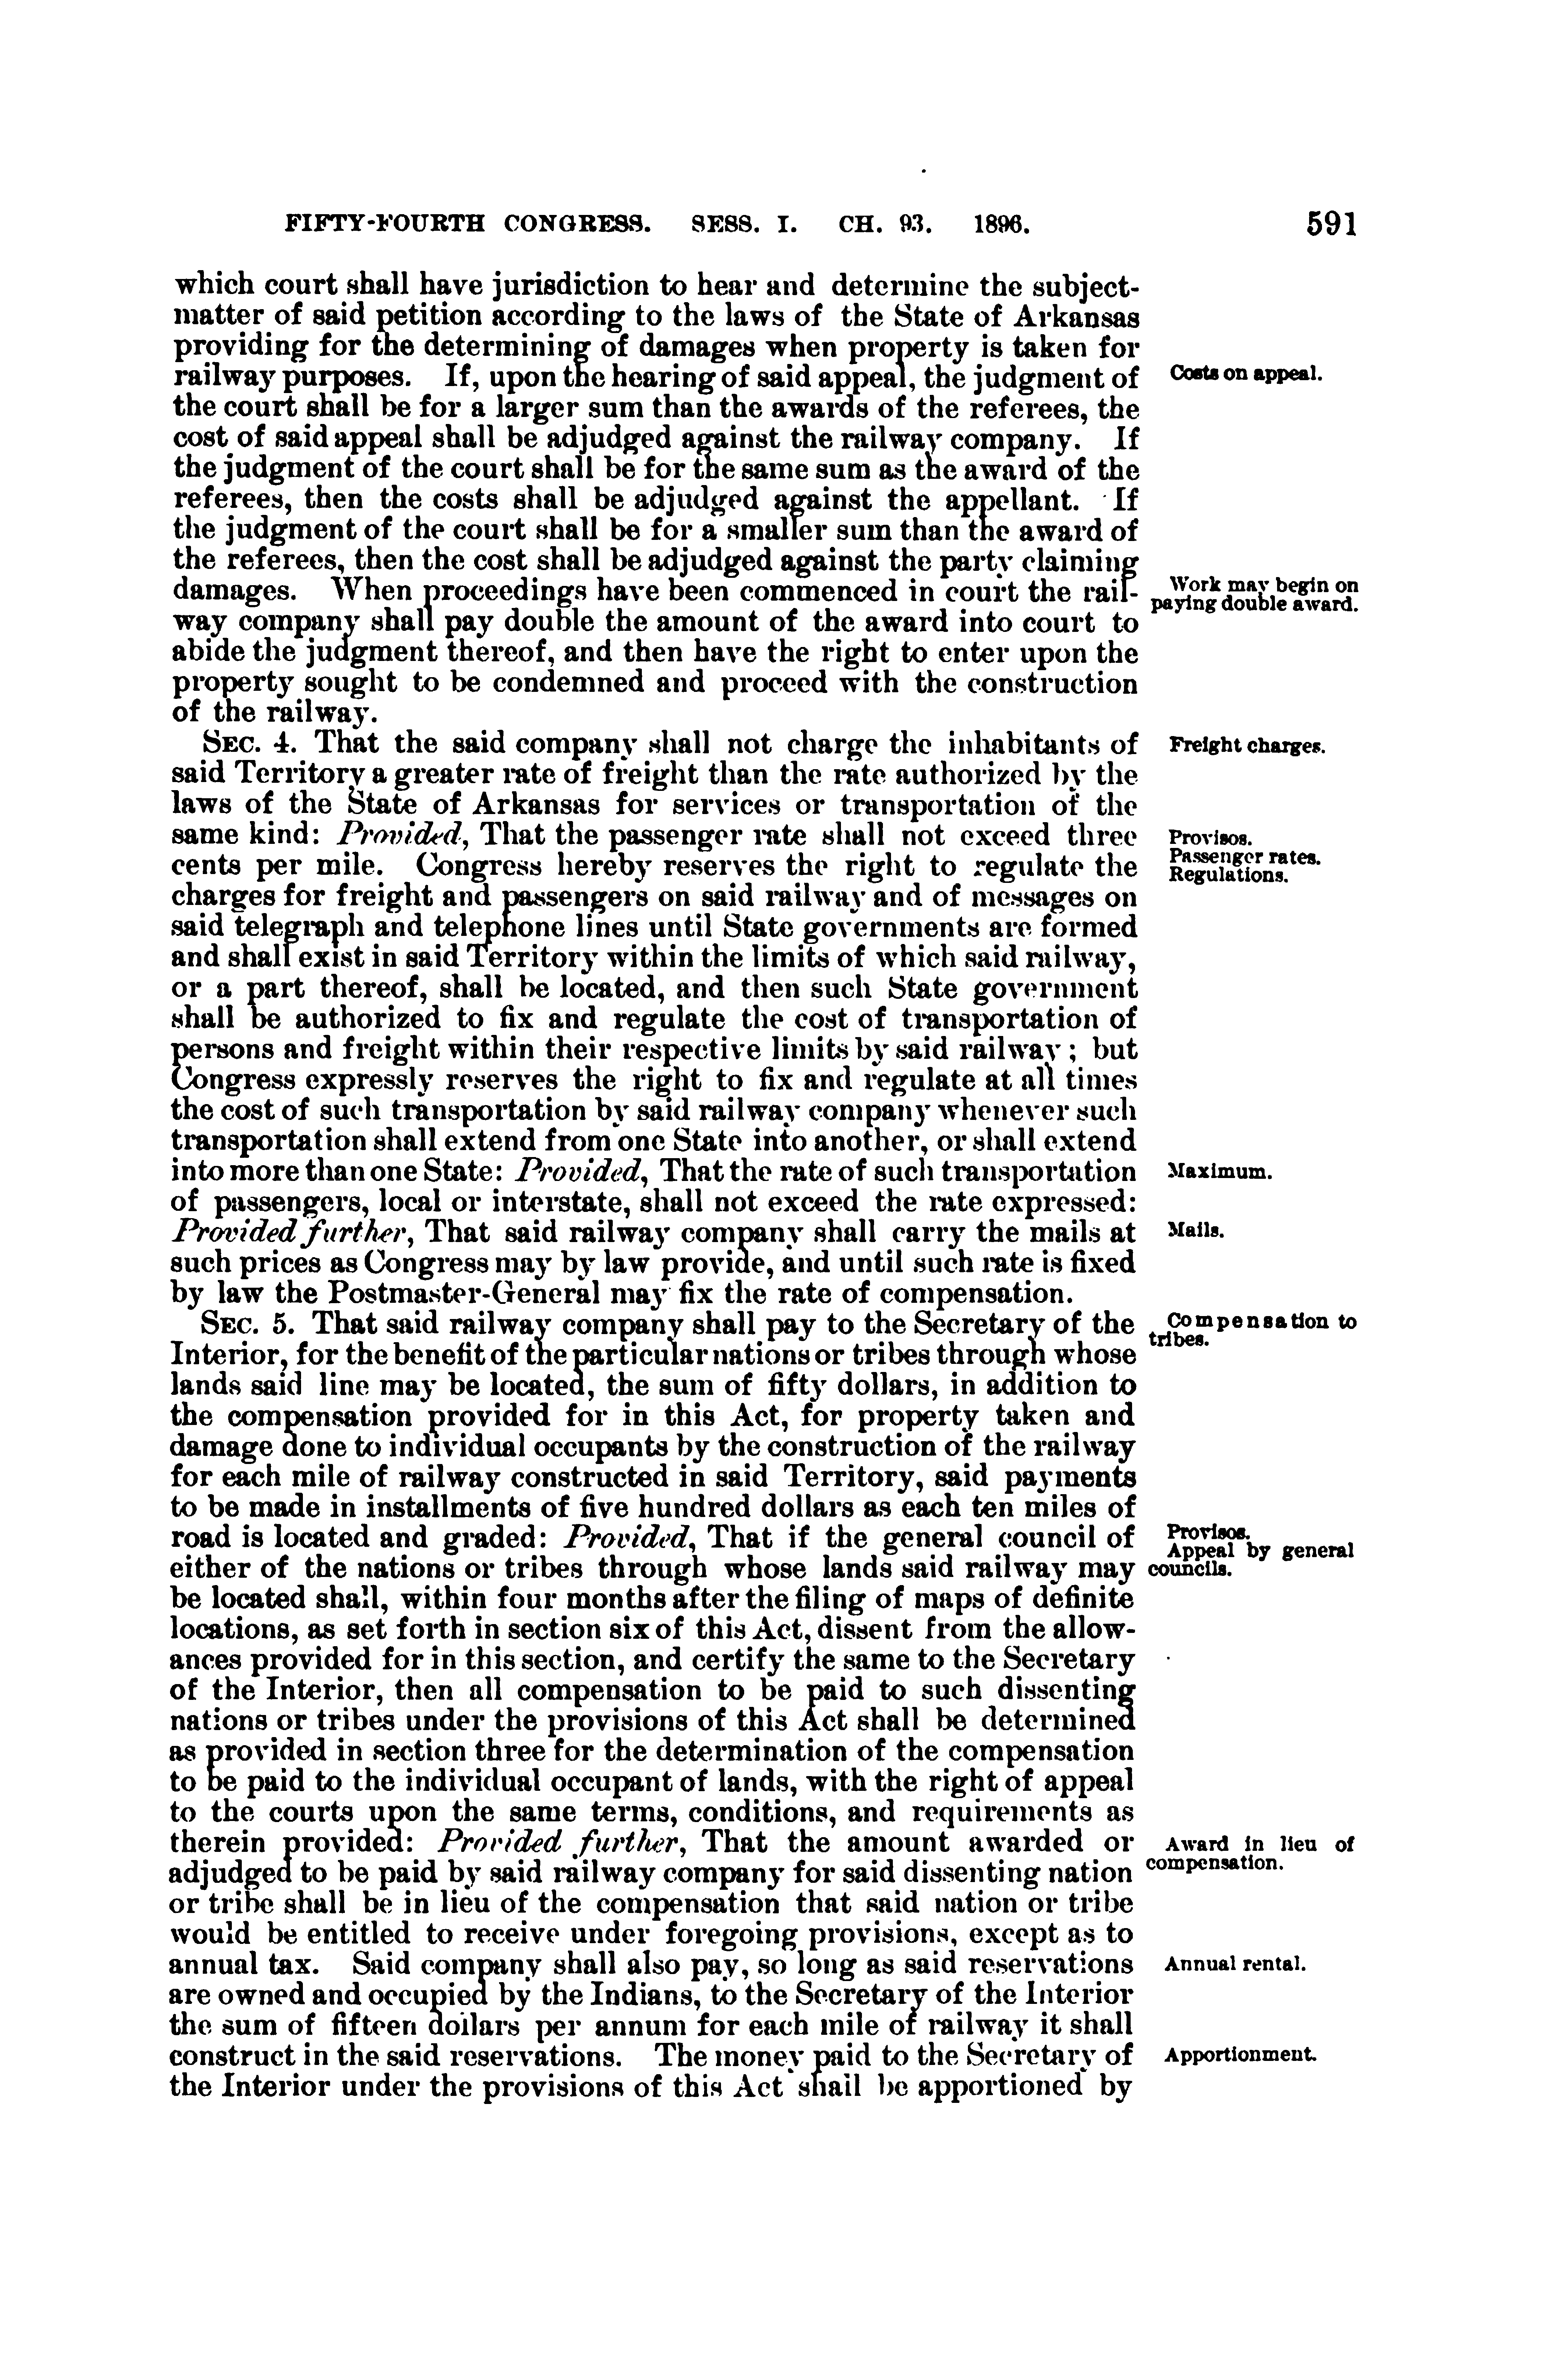 FIFTY-FOURTH CONGRESS. SESS. I. CH. 93. 1896. 591
which court shall have jurisdiction to hear and determine the subject-
matter of said petition according to the laws of the State of Arkansas
providing for the determining of damages when property is taken for
railway purposes. If, upon the hearing of said appeal, the judgment of
Costs on appeal.
the court shall be for a larger sum than the awards of the referees, the
cost of said appeal shall be adjudged against the railway company. If
the judgment of the court shall be for the same sum as the award of the
referees, then the costs shall be adjudged against the appellant. If
the judgment of the court shall be for a smaller sum than the award of
the referees, then the cost shall be adjudged against the party claiming
damages. When proceedings have been commenced in court the rail-
Work may begin on
paying double award.
way company shall pay double the amount of the award into court to
abide the judgment thereof, and then have the right to enter upon the
property sought to be condemned and proceed with the construction
of the railway.
SEC. 4. That the said company shall not charge the inhabitants of
Freight charges.
said Territory a greater rate of freight than the rate authorized by the
laws of the State of Arkansas for services or transportation of the
same kind: Provided, That the passenger rate shall not exceed three
Provisos.
Passenger rates.
Regulations.
cents per mile. Congress hereby reserves the right to regulate the
charges for freight and passengers on said railway and of messages on
said telegraph and telephone lines until State governments are formed
and shall exist in said Territory within the limits of which said railway,
or a part thereof, shall be located, and then such State government
shall be authorized to fix and regulate the cost of transportation of
persons and freight within their respective limits by said railway; but
Congress expressly reserves the right to fix and regulate at all times
the cost of such transportation by said railway company whenever such
transportation shall extend from one State into another, or shall extend
into more than one State: Provided, That the rate of such transportation
Maximum.
of passengers, local or interstate, shall not exceed the rate expressed:
Provided further, That said railway company shall carry the mails at
Mails.
such prices as Congress may by law provide, and until such rate is fixed
by law the Postmaster-General may fix the rate of compensation.
SEC. 5. That said railway company shall pay to the Secretary of the
Compensation to
tribes.
Interior, for the benefit of the particular nations or tribes through whose
lands said line may be located, the sum of fifty dollars, in addition to
the compensation provided for in this Act, for property taken and
damage done to individual occupants by the construction of the railway
for each mile of railway constructed in said Territory, said payments
to be made in installments of five hundred dollars as each ten miles of
road is located and graded: Provided, That if the general council of
Provisos.
Appeal by general
councils.
either of the nations or tribes through whose lands said railway may
be located shall, within four months after the filing of maps of definite
locations, as set forth in section six of this Act, dissent from the allow-
ances provided for in this section, and certify the same to the Secretary
of the Interior, then all compensation to be paid to such dissenting
nations or tribes under the provisions of this Act shall be determined
as provided in section three for the determination of the compensation
to be paid to the individual occupant of lands, with the right of appeal
to the courts upon the same terms, conditions, and requirements as
therein provided: Provided further, That the amount awarded or
Award in lieu of
compensation.
adjudged to be paid by said railway company for said dissenting nation
or tribe shall be in lieu of the compensation that said nation or tribe
would be entitled to receive under foregoing provisions, except as to
annual tax. Said company shall also pay, so long as said reservations
Annual rental.
are owned and occupied by the Indians, to the Secretary of the Interior
the sum of fifteen dollars per annum for each mile of railway it shall
construct in the said reservations. The money paid to the Secretary of
Apportionment.
the Interior under the provisions of this Act shall be apportioned by